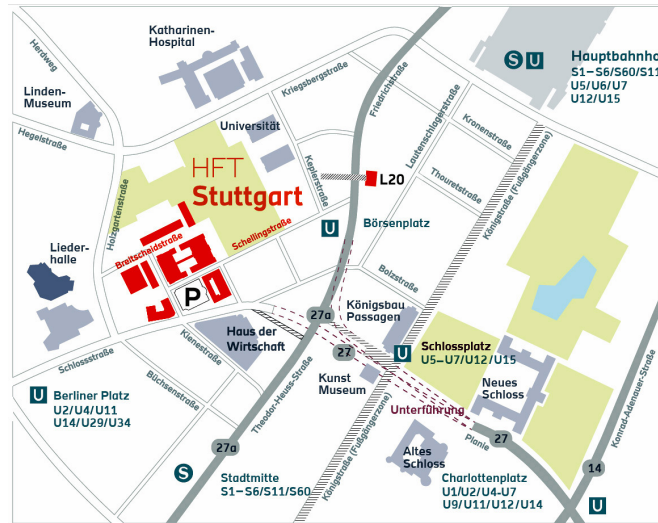 Katharinen-
Hospital
Herdweg
Linden-
Museum
Hegelstraße
Kriegsbergstraße
Friedrichstraße
S U
Hauptbahnho
S1–S6/S60/S11
U5/U6/U7
U12/U15
Universität
Keplerstraße
Lautenschlagerstraße
Kronenstraße
Thouretstraße
Königstraße (Fußgängerzone)
HFT
Stuttgart
L20
Holzgartenstraße
Breitscheidstraße
Schellingstraße
U
Börsenplatz
Lieder-
halle
P
Bolzstraße
27a
Königsbau
Passagen
Haus der
Wirtschaft
27
Schlossplatz
U5–U7/U12/U15
U
Schlossstraße
Kienestraße
Büchsenstraße
Theodor-Heuss-Straße
Kunst
Museum
Neues
Schloss
Konrad-Adenauer-Straße
U
Berliner Platz
U2/U4/U11
U14/U29/U34
Unterführung
27a
Königstraße (Fußgängerzone)
Altes
Schloss
Planie
27
14
S
Stadtmitte
S1–S6/S11/S60
Charlottenplatz
U1/U2/U4-U7
U9/U11/U12/U14
U